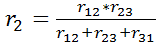 r₂ = r₁₂*r₂₃ / r₁₂+r₂₃+r₃₁